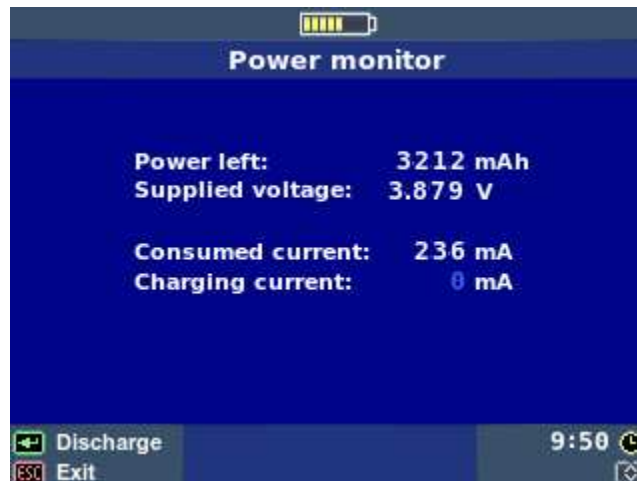 Power monitor
Power left: 3212 mAh
Supplied voltage: 3.879 V
Consumed current: 236 mA
Charging current: 0 mA
Discharge 9:50
ESC Exit